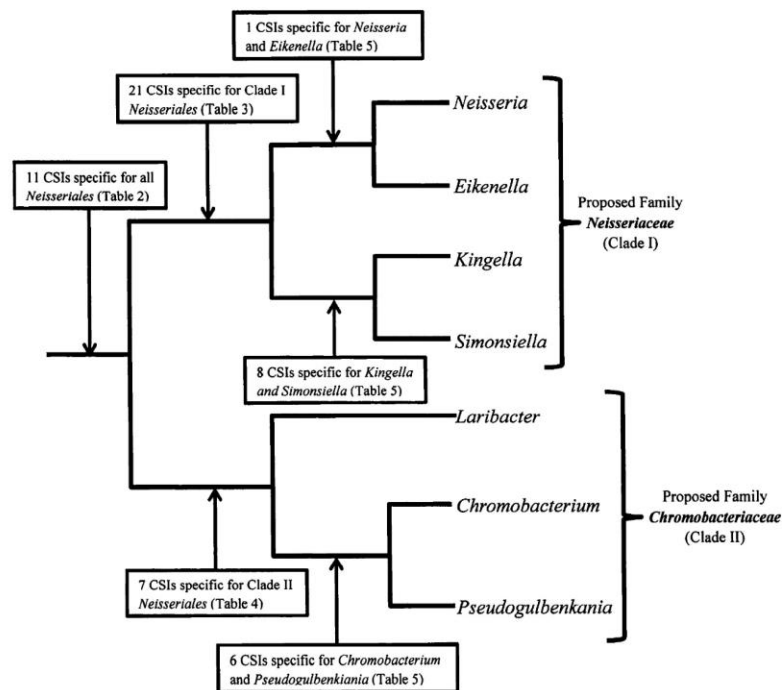 1 CSIs specific for Neisseria
and Eikenella (Table 5)
21 CSIs specific for Clade I
Neisseriales (Table 3)
11 CSIs specific for all
Neisseriales (Table 2)
Neisseria
Eikenella
Kingella
Simonsiella
Proposed Family
Neisseriaceae
(Clade I)
8 CSIs specific for Kingella
and Simonsiella (Table 5)
Laribacter
Chromobacterium
Pseudogulbenkania
Proposed Family
Chromobacteriaceae
(Clade II)
7 CSIs specific for Clade II
Neisseriales (Table 4)
6 CSIs specific for Chromobacterium
and Pseudogulbenkiania (Table 5)